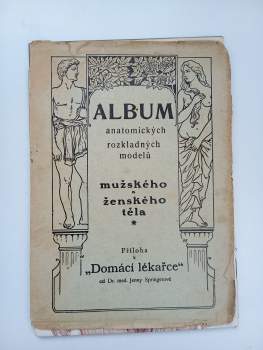 ALBUM
anatomických
rozkladných
modelů
mužského
a
ženského
těla
*
Příloha
k
„Domácí lékařce“
od Dr. med. Jenny Springerové